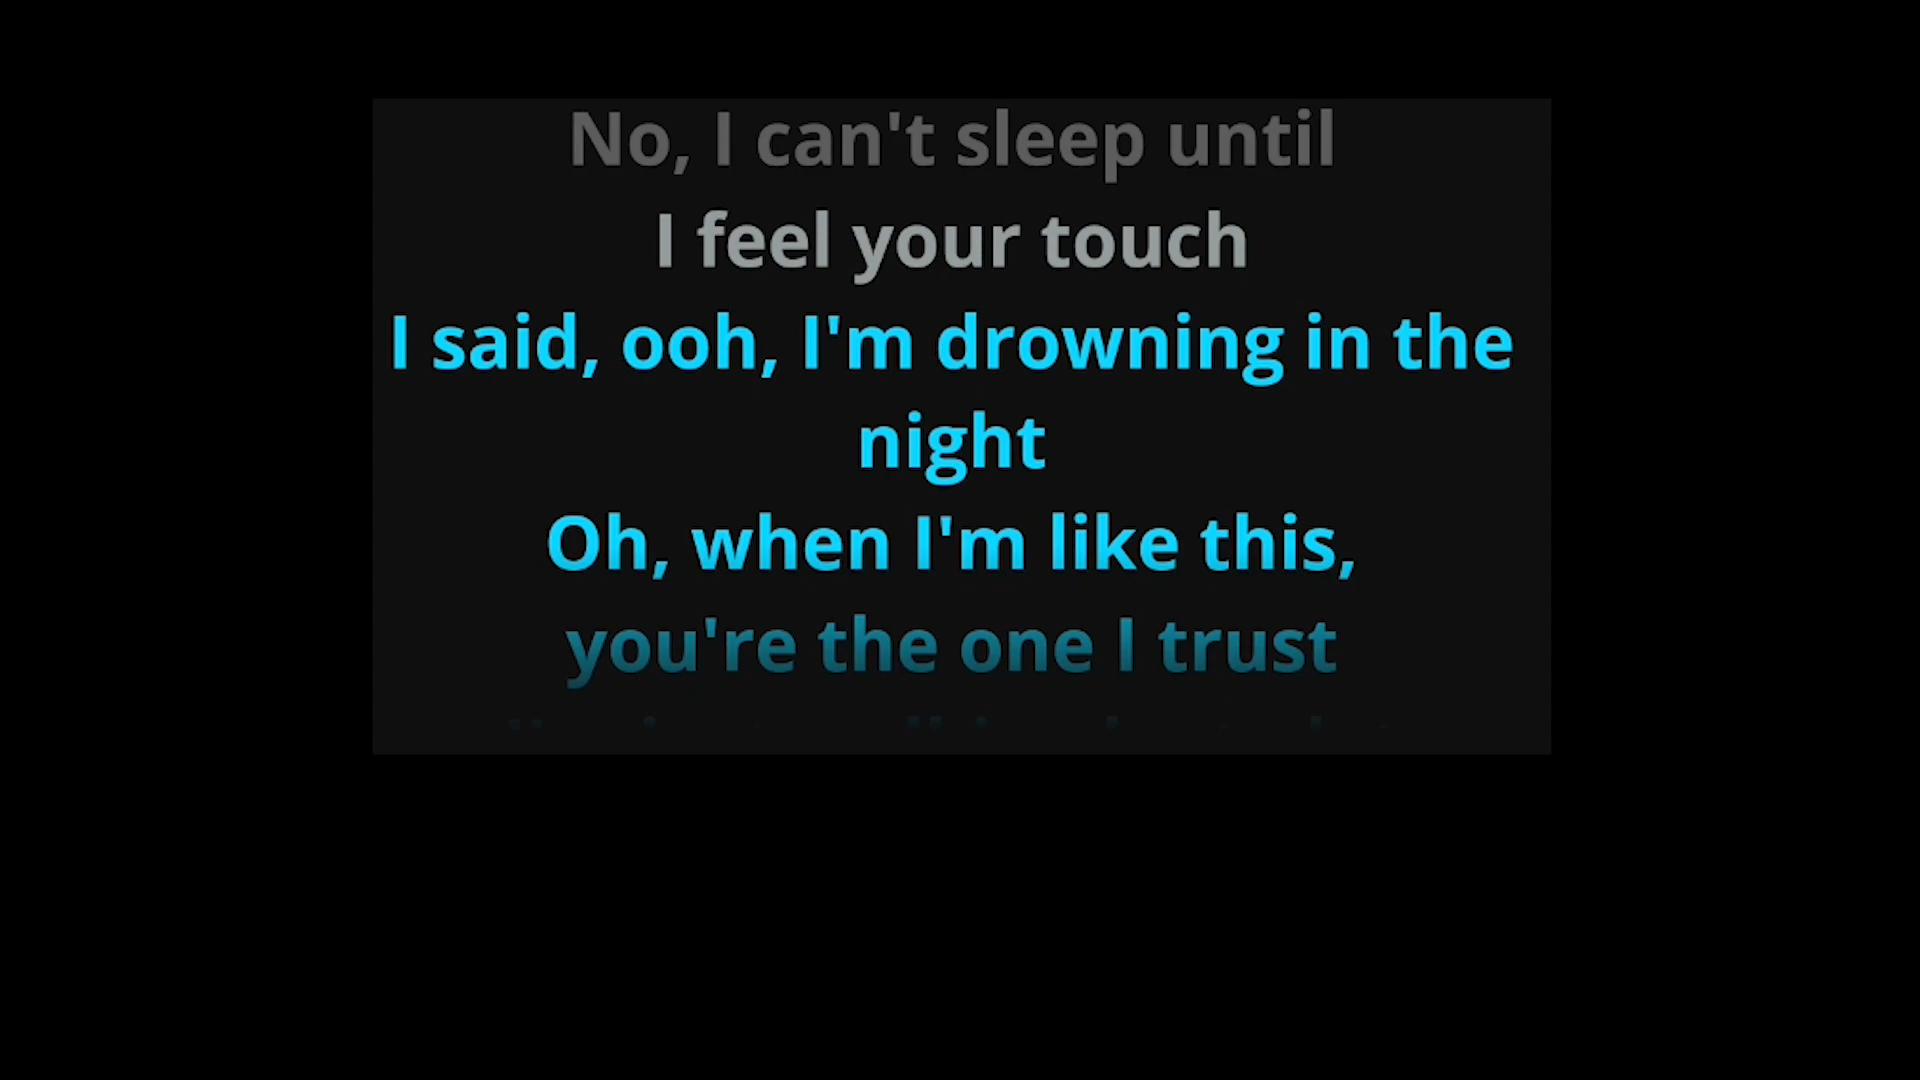 No, I can't sleep until
I feel your touch
I said, ooh, I'm drowning in the
night
Oh, when I'm like this,
you're the one I trust